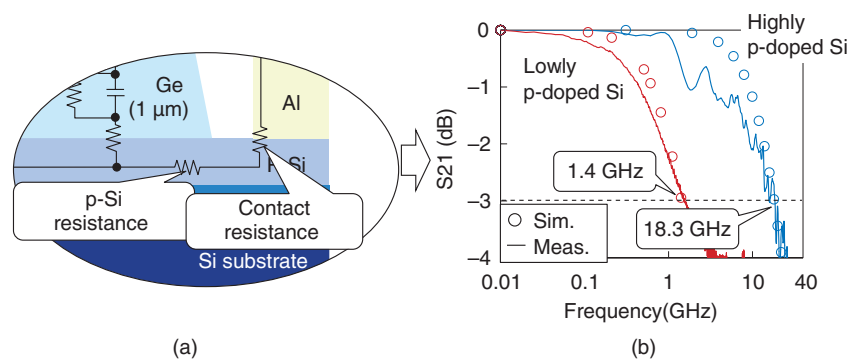 Ge
(1 μm)
Al
p-Si
resistance
Contact
resistance
Si substrate
(a)
S21 (dB)
0
−1
−2
−3
−4
Lowly
p-doped Si
Highly
p-doped Si
1.4 GHz
18.3 GHz
Sim.
Meas.
0.01
0.1
1
10
40
Frequency(GHz)
(b)